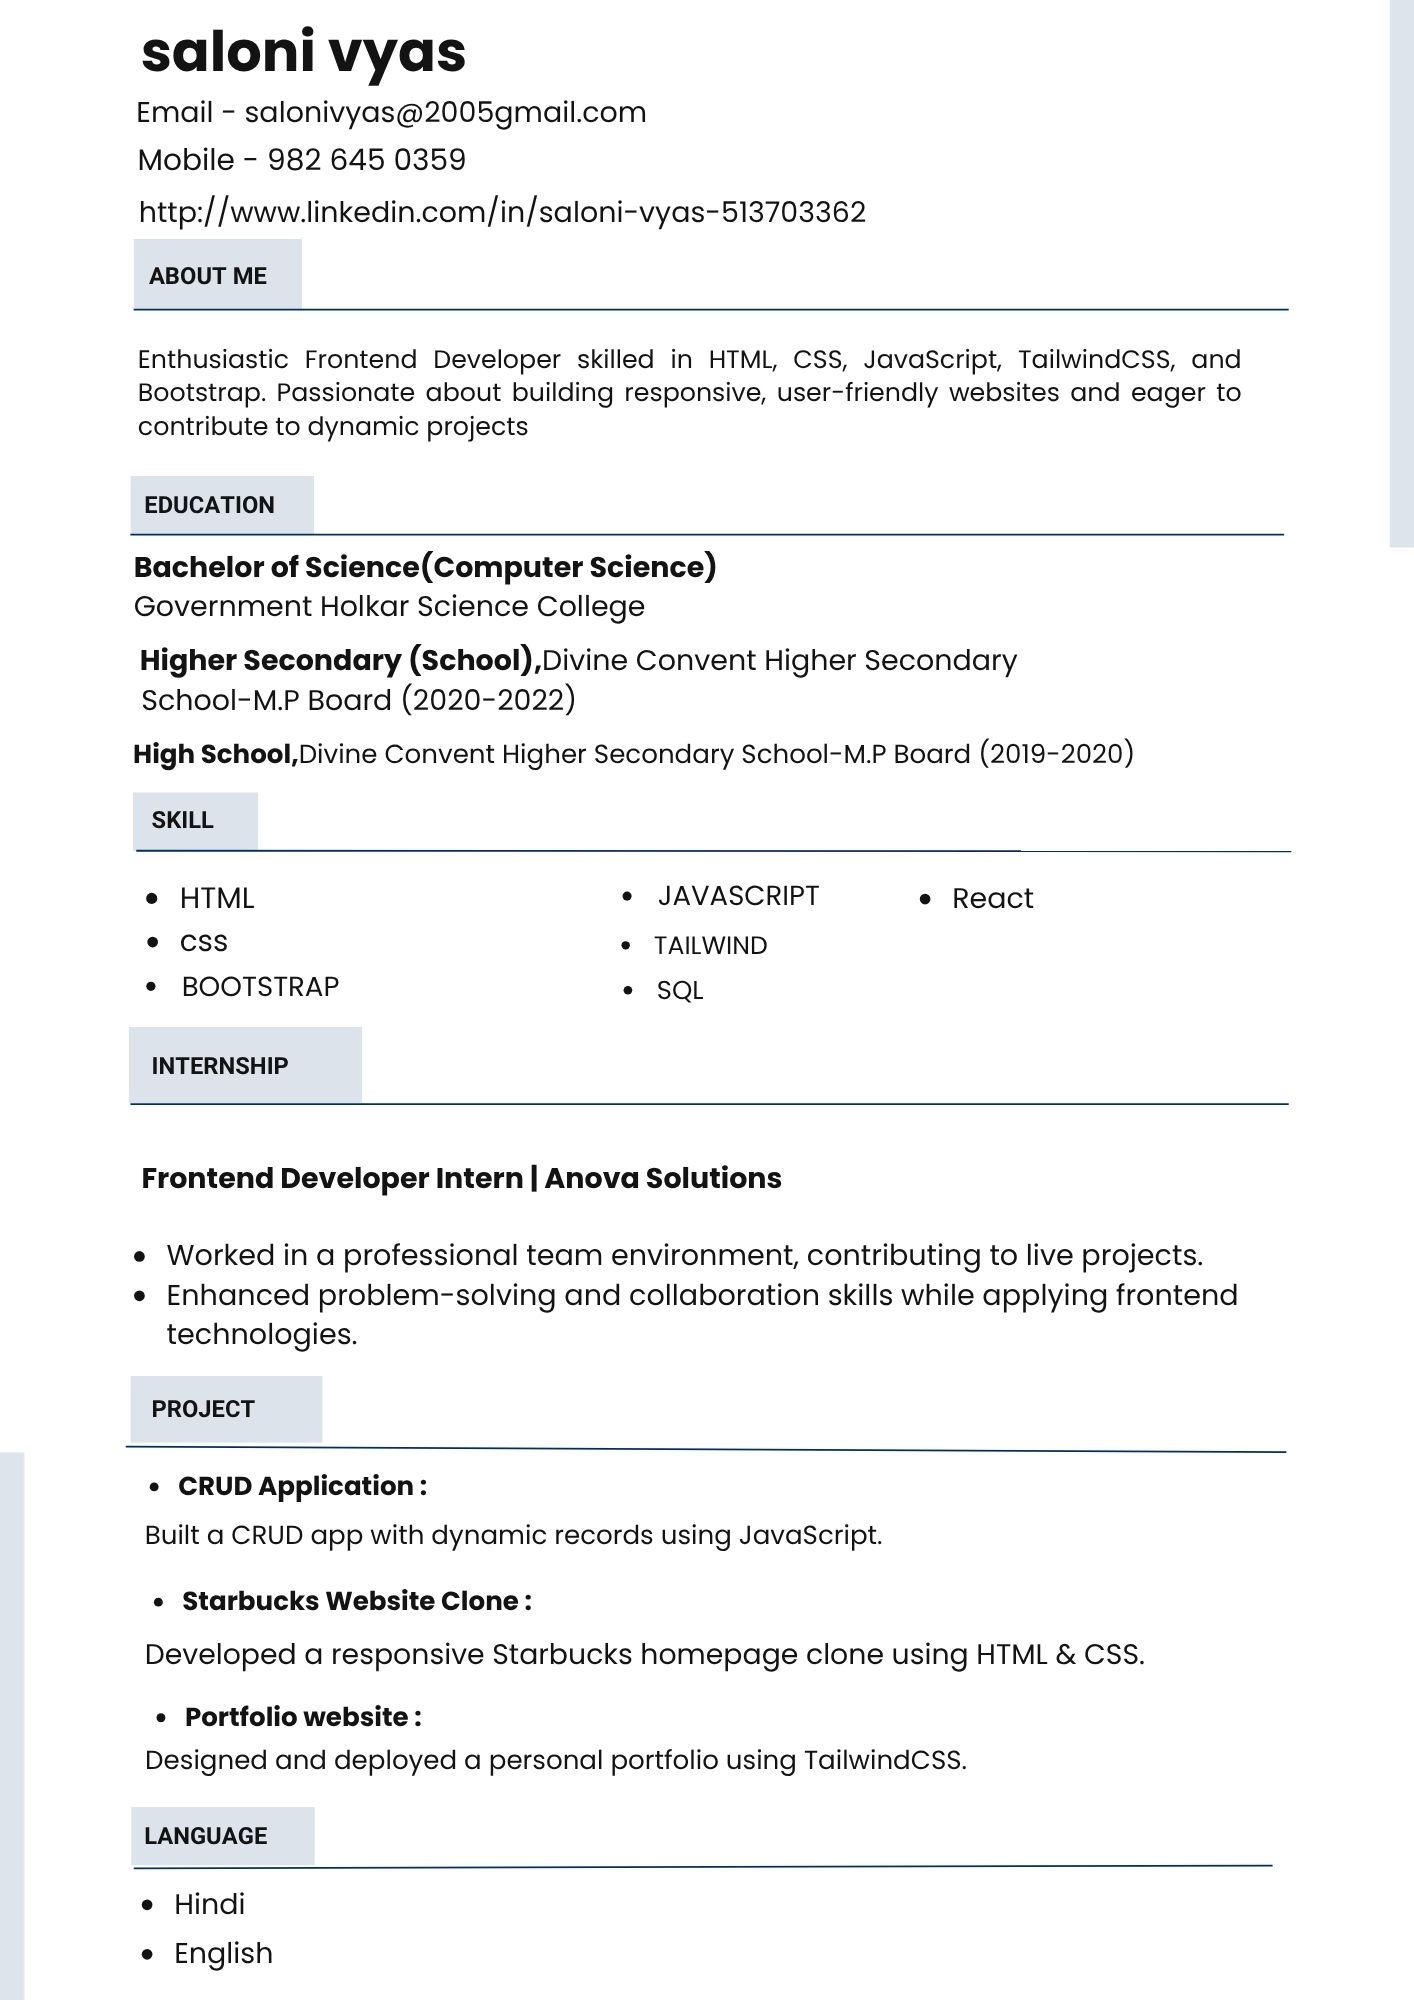 saloni vyas
Email - salonivyas@2005gmail.com
Mobile - 982 645 0359
http://www.linkedin.com/in/saloni-vyas-513703362
ABOUT ME
Enthusiastic Frontend Developer skilled in HTML, CSS, JavaScript, TailwindCSS, and
Bootstrap. Passionate about building responsive, user-friendly websites and eager to
contribute to dynamic projects
EDUCATION
Bachelor of Science(Computer Science)
Government Holkar Science College
Higher Secondary (School),Divine Convent Higher Secondary
School-M.P Board (2020-2022)
High School,Divine Convent Higher Secondary School-M.P Board (2019-2020)
SKILL
• HTML
• css
• BOOTSTRAP
• JAVASCRIPT
• TAILWIND
• SQL
• React
INTERNSHIP
Frontend Developer Intern | Anova Solutions
• Worked in a professional team environment, contributing to live projects.
• Enhanced problem-solving and collaboration skills while applying frontend
technologies.
PROJECT
• CRUD Application :
Built a CRUD app with dynamic records using JavaScript.
• Starbucks Website Clone :
Developed a responsive Starbucks homepage clone using HTML & CSS.
• Portfolio website :
Designed and deployed a personal portfolio using TailwindCSS.
LANGUAGE
• Hindi
• English